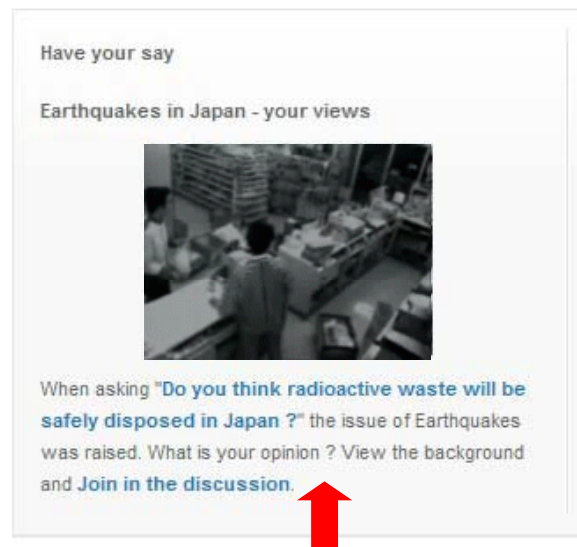 Have your say
Earthquakes in Japan - your views
When asking "Do you think radioactive waste will be
safely disposed in Japan ?" the issue of Earthquakes
was raised. What is your opinion ? View the background
and Join in the discussion.